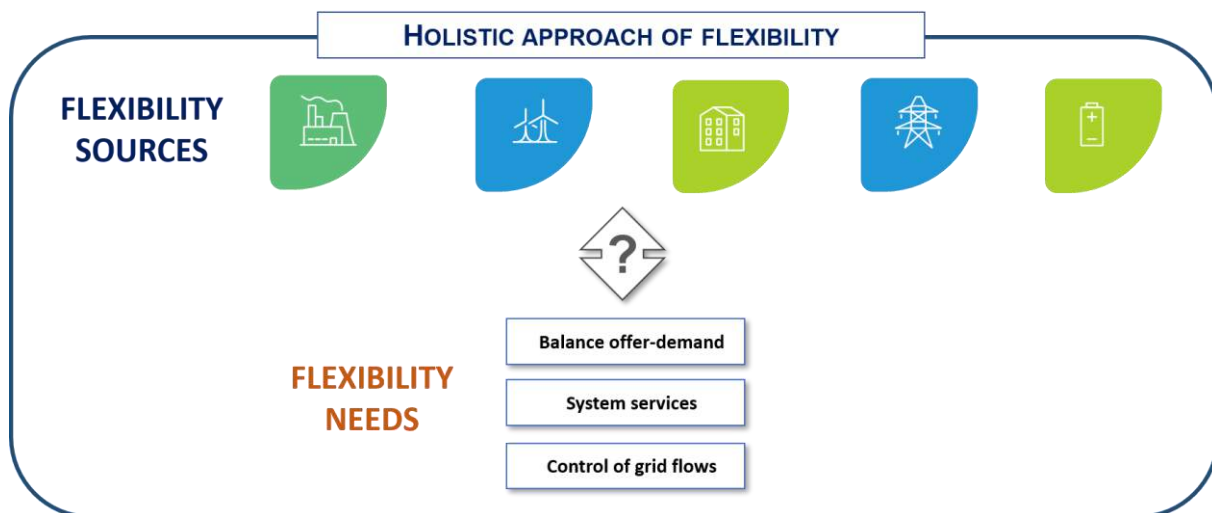 HOLISTIC APPROACH OF FLEXIBILITY
FLEXIBILITY
SOURCES
+
−
?
Balance offer-demand
FLEXIBILITY
NEEDS
System services
Control of grid flows